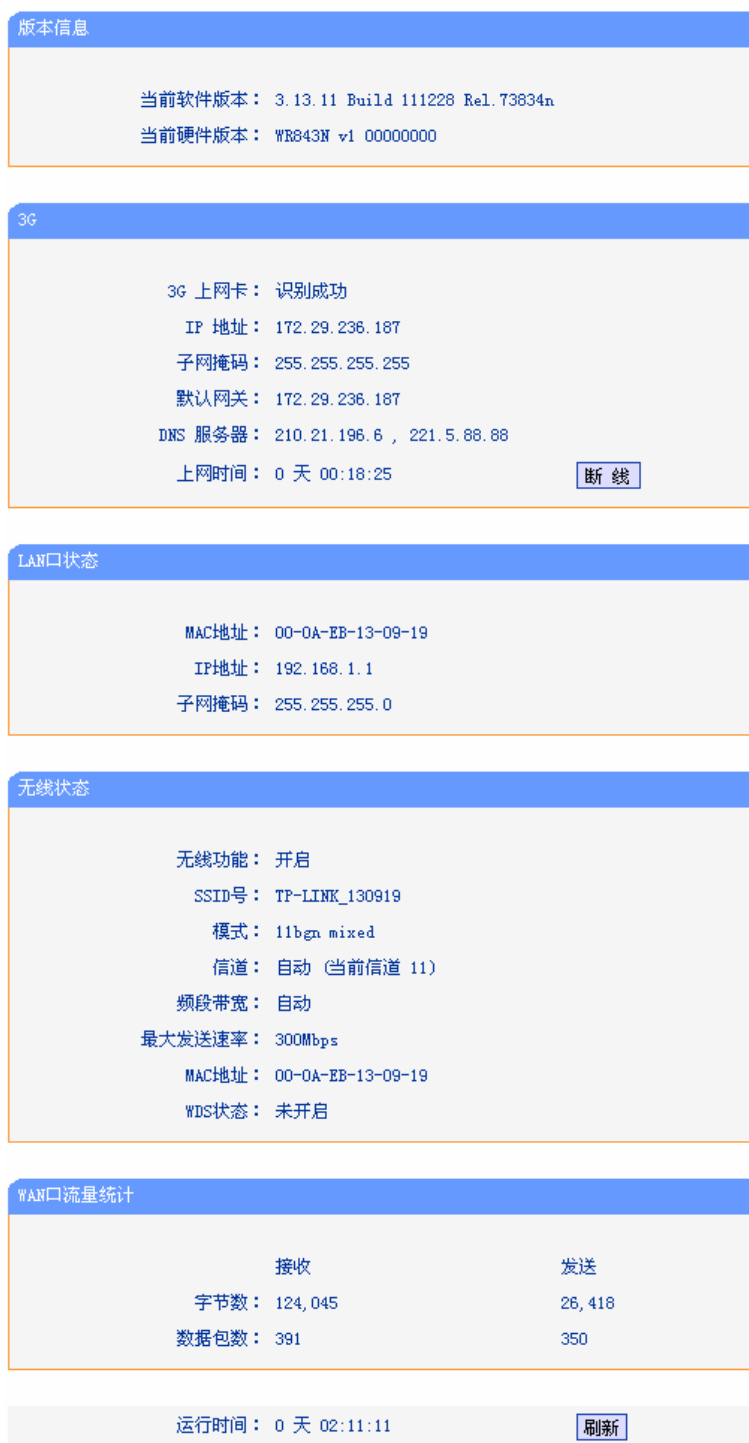 版本信息
当前软件版本： 3.13.11 Build 111228 Rel.73834n
当前硬件版本： WR843N v1 00000000
3G
3G 上网卡： 识别成功
IP 地址： 172.29.236.187
子网掩码： 255.255.255.255
默认网关： 172.29.236.187
DNS 服务器： 210.21.196.6 , 221.5.88.88
上网时间： 0 天 00:18:25 断 线
LAN口状态
MAC地址： 00-0A-EB-13-09-19
IP地址： 192.168.1.1
子网掩码： 255.255.255.0
无线状态
无线功能： 开启
SSID号： TP-LINK_130919
模式： 11bgn mixed
信道： 自动 (当前信道 11)
频段带宽： 自动
最大发送速率： 300Mbps
MAC地址： 00-0A-EB-13-09-19
WDS状态： 未开启
WAN口流量统计
接收 发送
字节数： 124,045 26,418
数据包数： 391 350
运行时间： 0 天 02:11:11 刷新